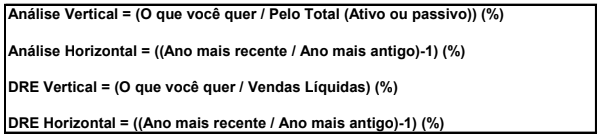 Análise Vertical = (O que você quer / Pelo Total (Ativo ou passivo)) (%)
Análise Horizontal = ((Ano mais recente / Ano mais antigo)-1) (%)
DRE Vertical = (O que você quer / Vendas Líquidas) (%)
DRE Horizontal = ((Ano mais recente / Ano mais antigo)-1) (%)